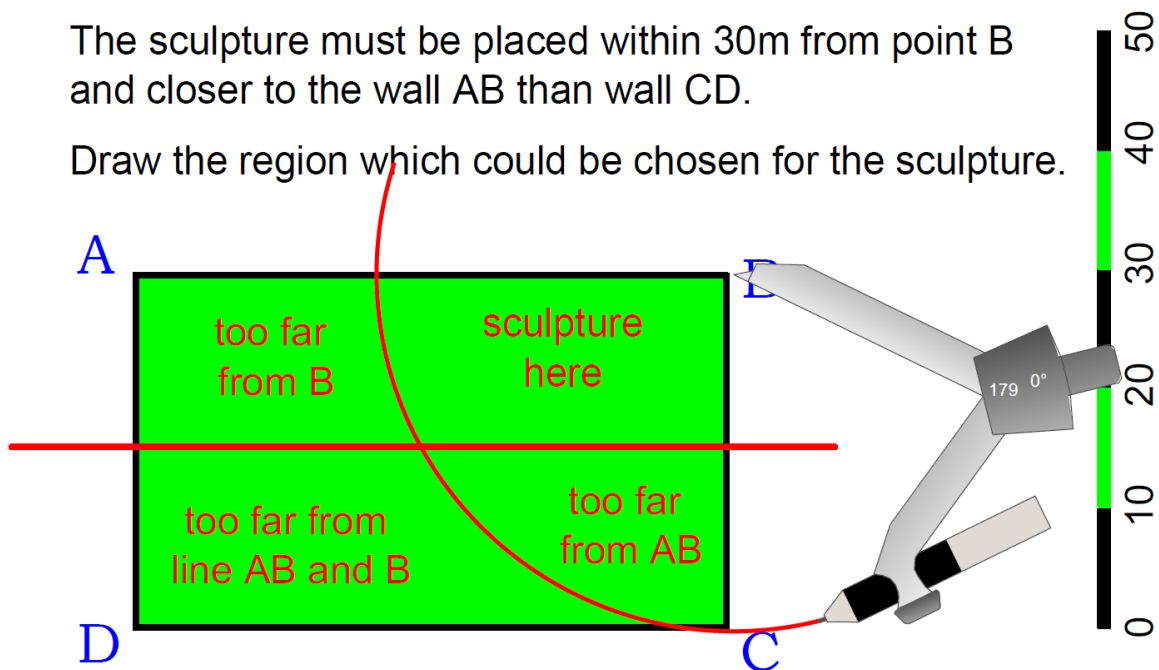 The sculpture must be placed within 30m from point B
and closer to the wall AB than wall CD.
Draw the region which could be chosen for the sculpture.
A
B
too far
from B
sculpture
here
too far from
line AB and B
too far
from AB
D
C
179 0°
50
40
30
20
10
0